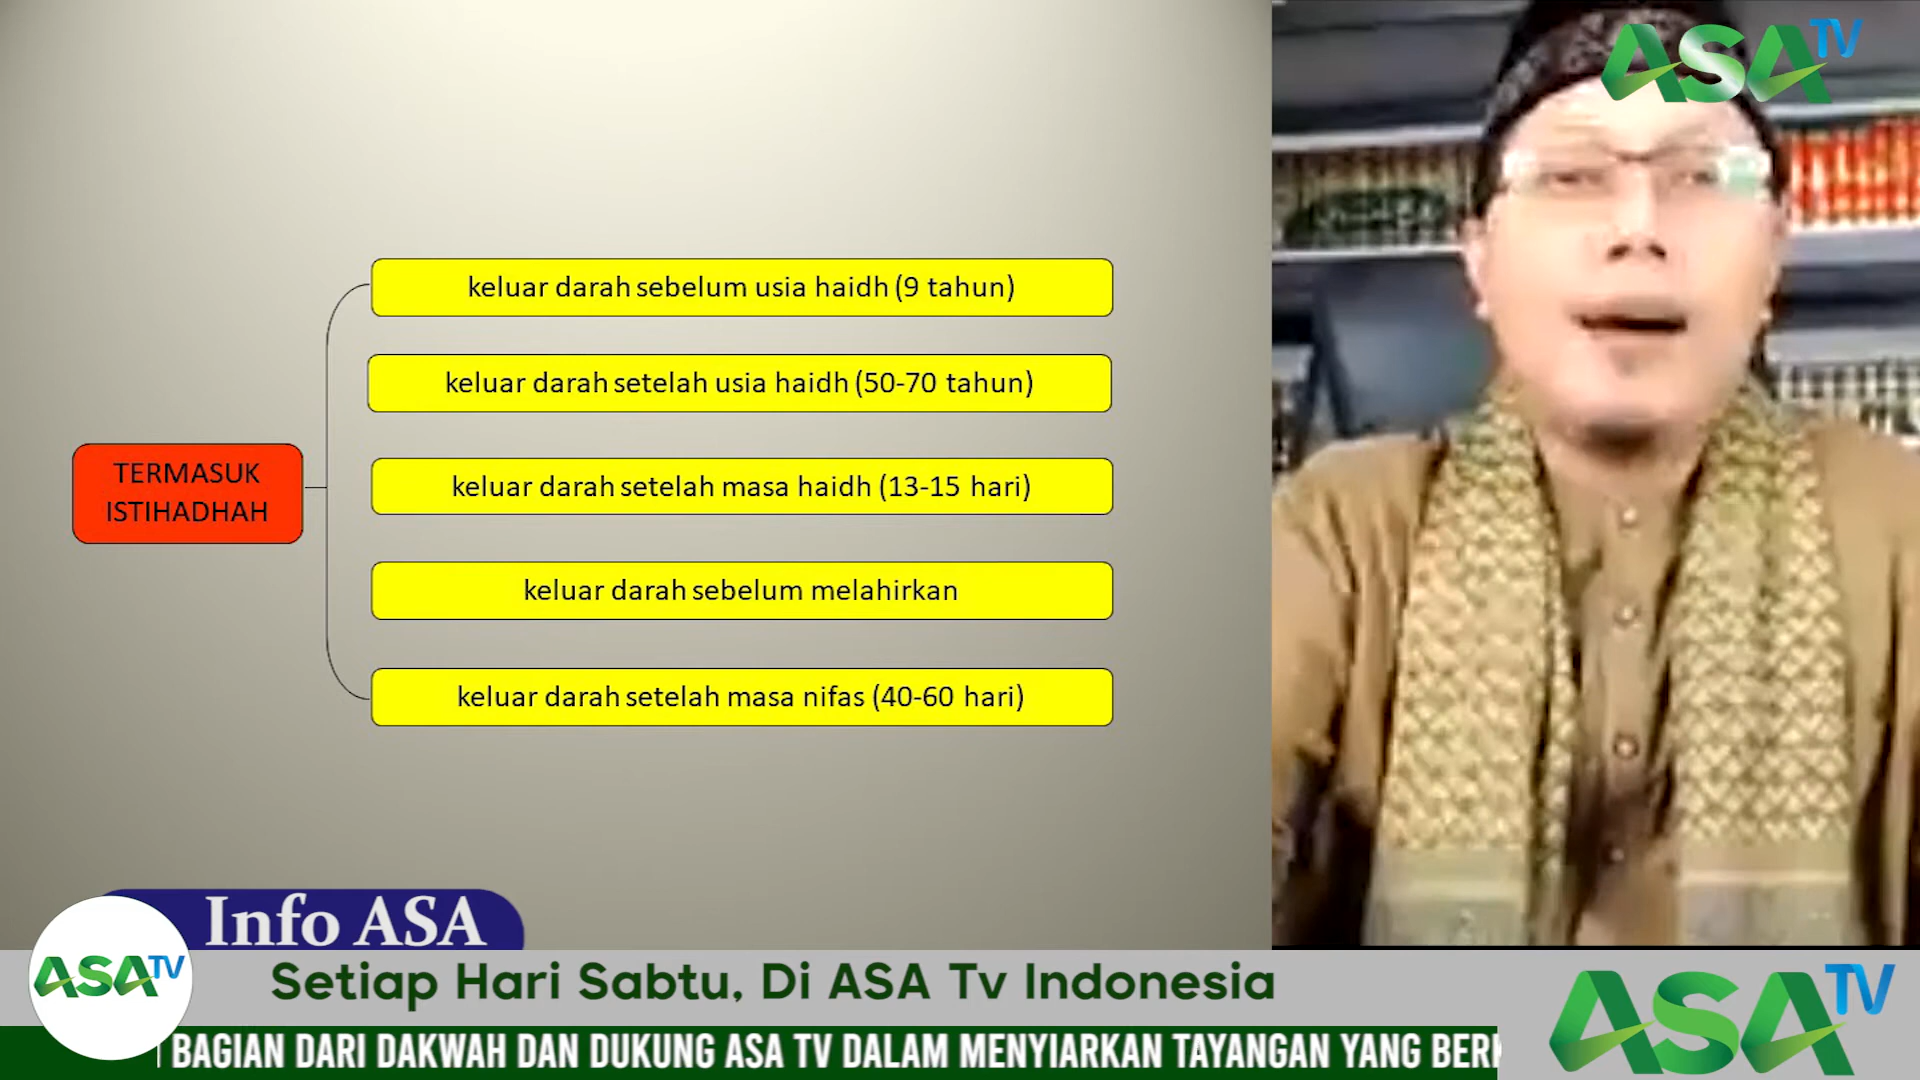 ASA TV
keluar darah sebelum usia haidh (9 tahun)
keluar darah setelah usia haidh (50-70 tahun)
TERMASUK
ISTIHADHAH
keluar darah setelah masa haidh (13-15 hari)
keluar darah sebelum melahirkan
keluar darah setelah masa nifas (40-60 hari)
Info ASA
ASA TV
Setiap Hari Sabtu, Di ASA Tv Indonesia
ASA TV
BAGIAN DARI DAKWAH DAN DUKUNG ASA TV DALAM MENYIARKAN TAYANGAN YANG